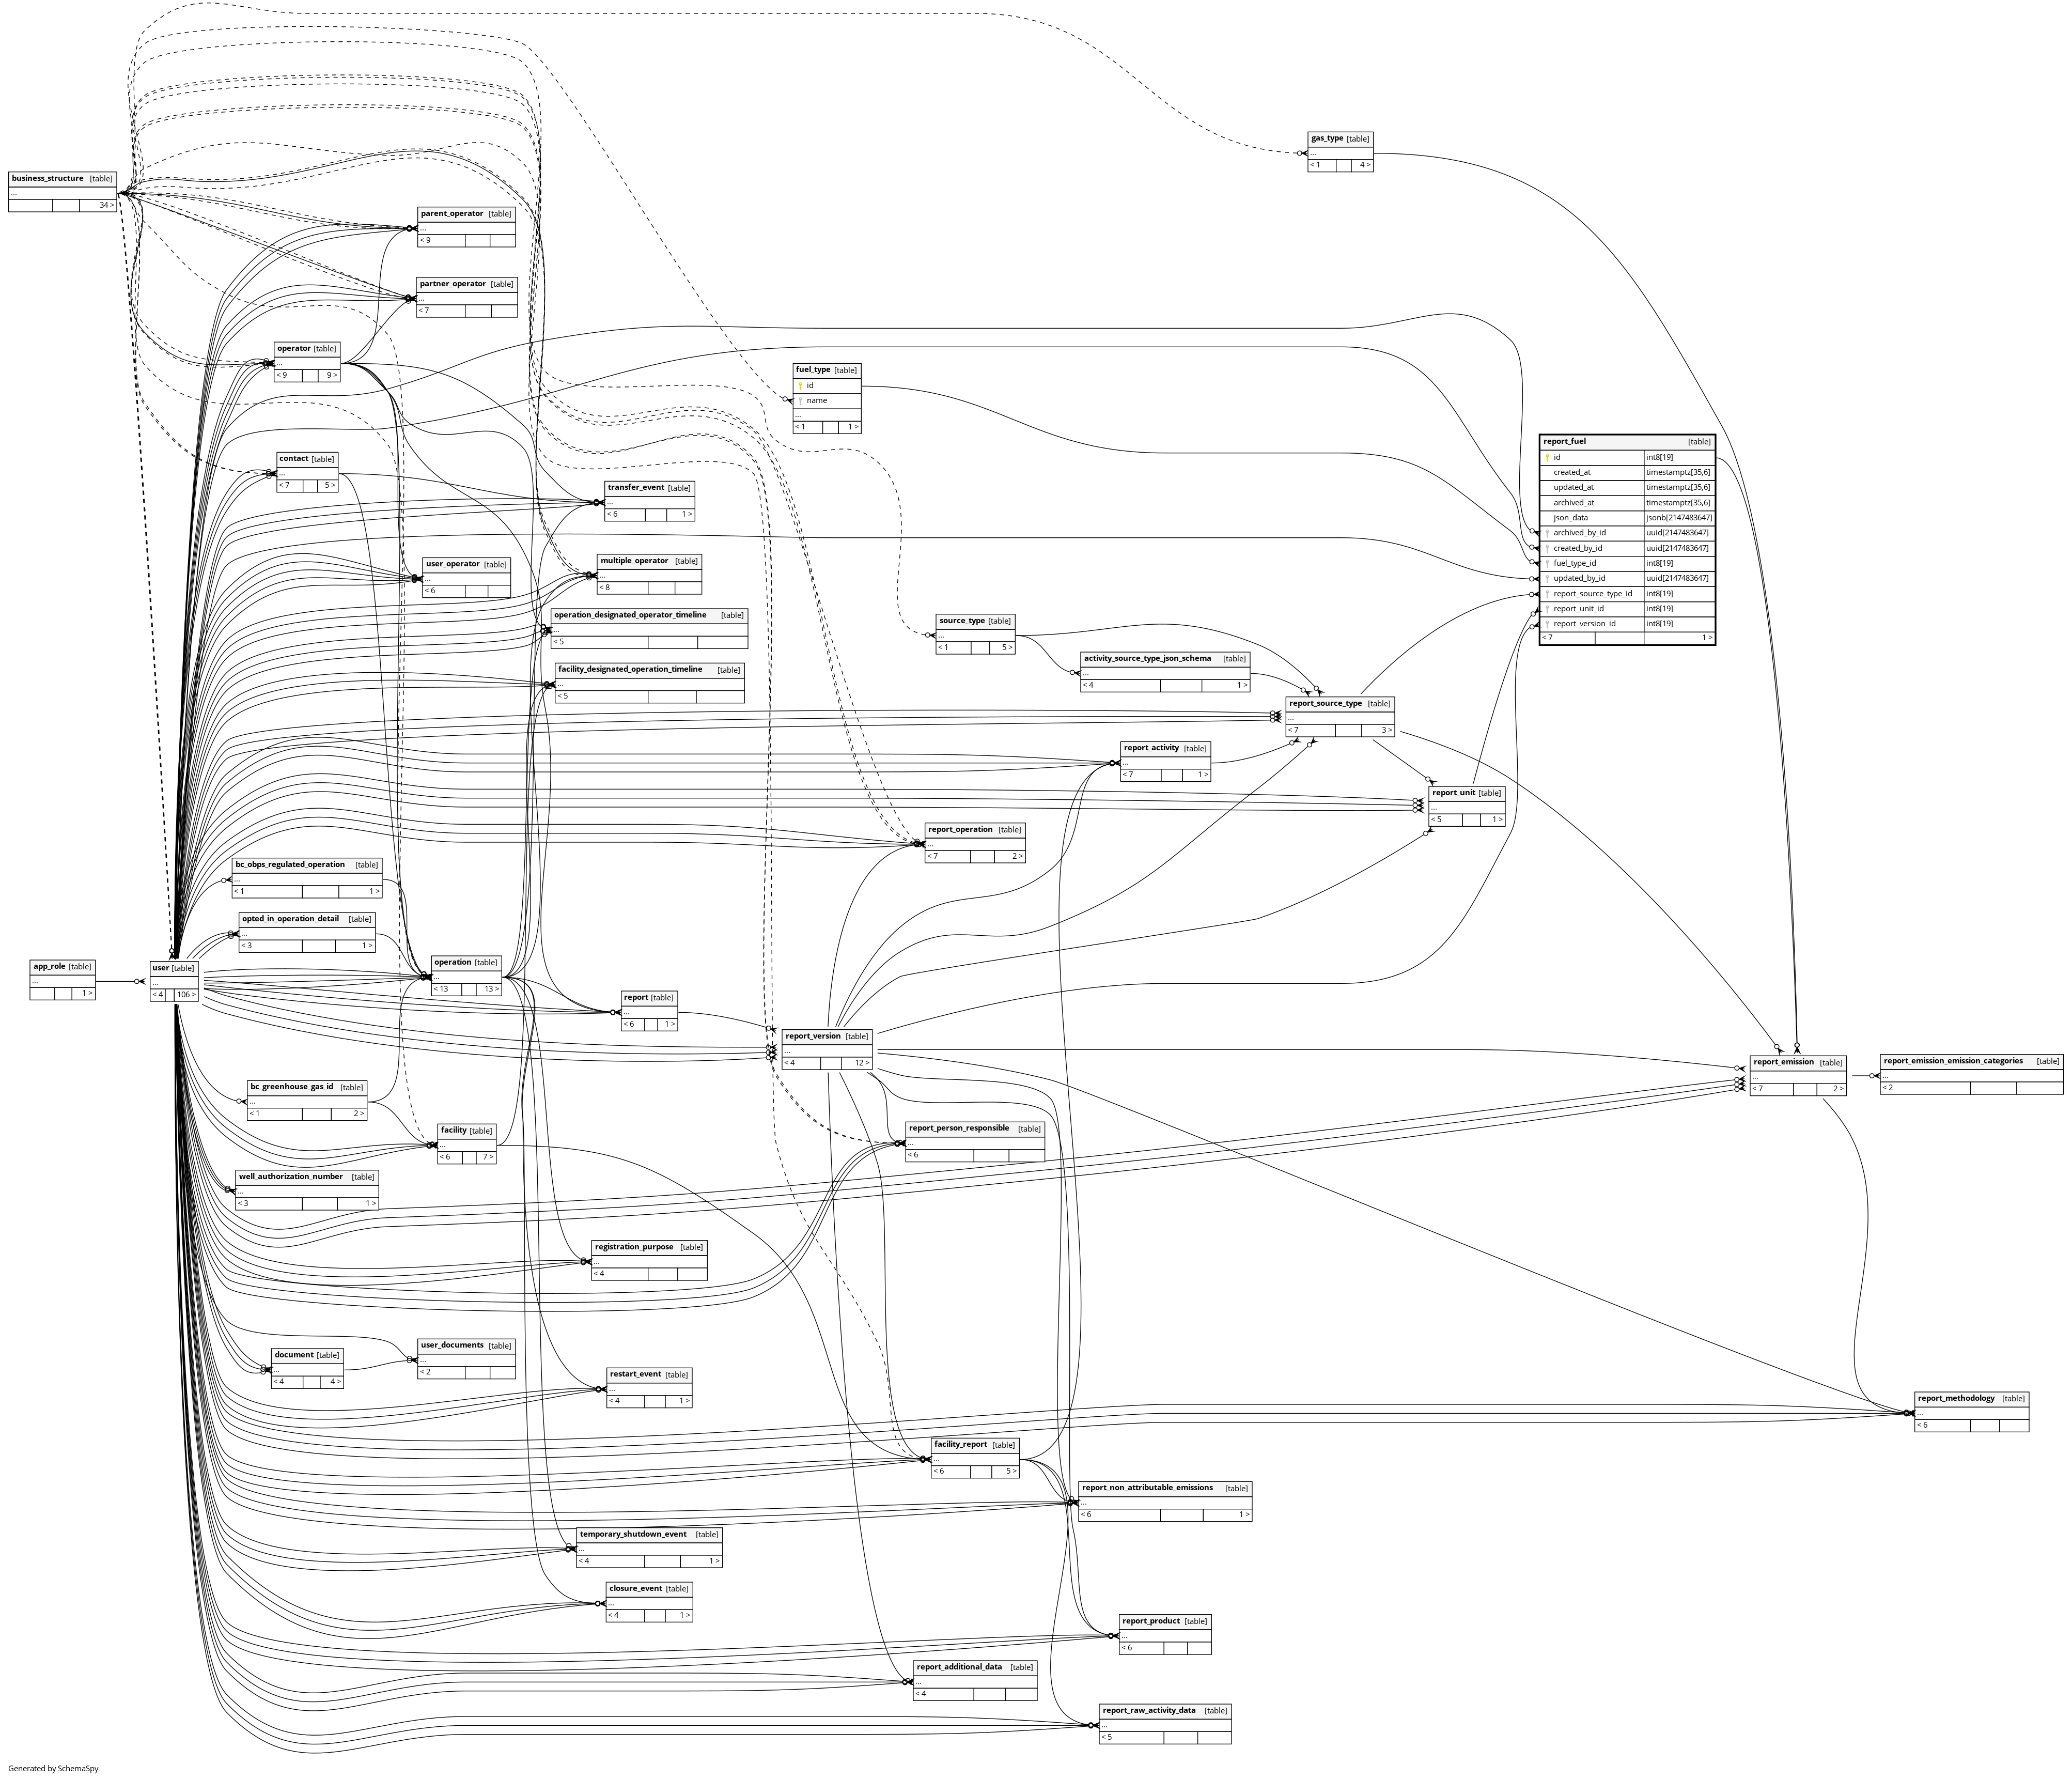 gas_type [table]
...
< 1 4 >
business_structure [table]
...
34 >
parent_operator [table]
...
< 9
partner_operator [table]
...
< 7
operator [table]
...
< 9 9 >
fuel_type [table]
id
name
...
< 1 1 >
report_fuel [table]
id int8[19]
created_at timestamptz[35,6]
updated_at timestamptz[35,6]
archived_at timestamptz[35,6]
json_data jsonb[2147483647]
archived_by_id uuid[2147483647]
created_by_id uuid[2147483647]
fuel_type_id int8[19]
updated_by_id uuid[2147483647]
report_source_type_id int8[19]
report_unit_id int8[19]
report_version_id int8[19]
< 7 1 >
contact [table]
...
< 7 5 >
transfer_event [table]
...
< 6 1 >
user_operator [table]
...
< 6
multiple_operator [table]
...
< 8
operation_designated_operator_timeline [table]
...
< 5
source_type [table]
...
< 1 5 >
activity_source_type_json_schema [table]
...
< 4 1 >
facility_designated_operation_timeline [table]
...
< 5
report_source_type [table]
...
< 7 3 >
report_activity [table]
...
< 7 1 >
report_unit [table]
...
< 5 1 >
report_operation [table]
...
< 7 2 >
bc_obps_regulated_operation [table]
...
< 1 1 >
opted_in_operation_detail [table]
...
< 3 1 >
app_role [table]
...
1 >
user [table]
...
< 4 106 >
operation [table]
...
< 13 13 >
report [table]
...
< 6 1 >
report_version [table]
...
< 4 12 >
report_emission [table]
...
< 7 2 >
report_emission_emission_categories [table]
...
< 2
bc_greenhouse_gas_id [table]
...
< 1 2 >
facility [table]
...
< 6 7 >
report_person_responsible [table]
...
< 6
well_authorization_number [table]
...
< 3 1 >
registration_purpose [table]
...
< 4
user_documents [table]
...
< 2
document [table]
...
< 4 4 >
restart_event [table]
...
< 4 1 >
report_methodology [table]
...
< 6
facility_report [table]
...
< 6 5 >
report_non_attributable_emissions [table]
...
< 6 1 >
temporary_shutdown_event [table]
...
< 4 1 >
closure_event [table]
...
< 4 1 >
report_product [table]
...
< 6
report_additional_data [table]
...
< 4
report_raw_activity_data [table]
...
< 5
Generated by SchemaSpy